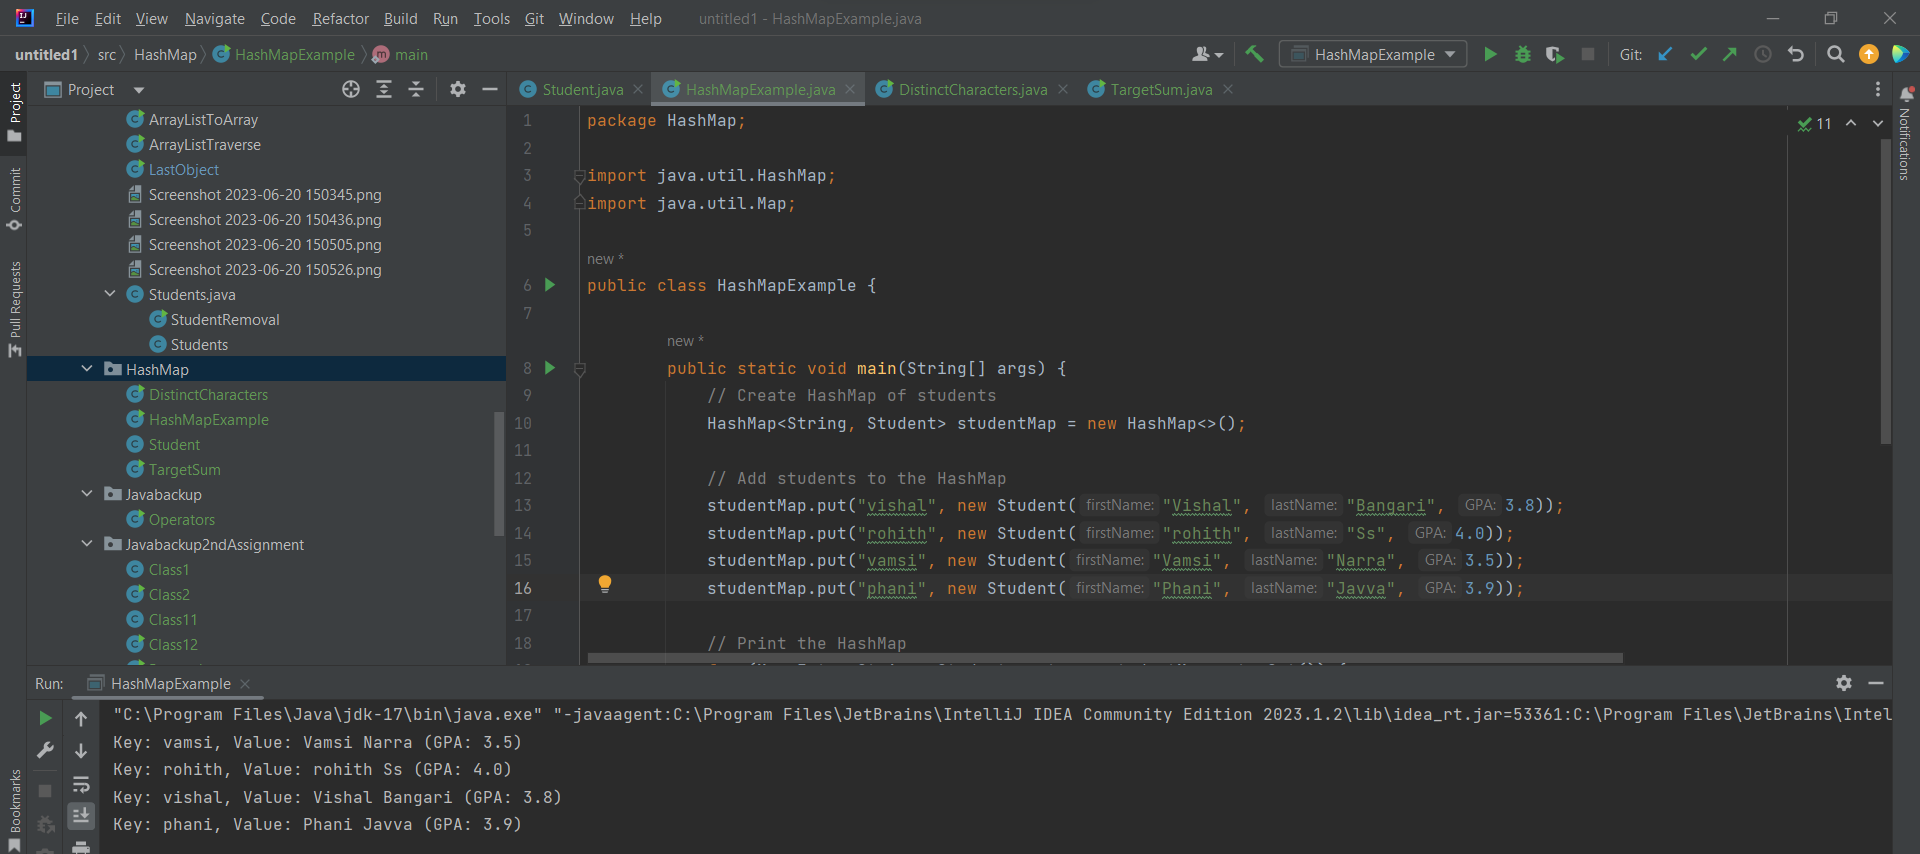 File Edit View Navigate Code Refactor Build Run Tools Git Window Help untitled1 - HashMapExample.java
untitled1 src HashMap HashMapExample main HashMapExample Git:
Project
Commit
Pull Requests
Bookmarks
Project
ArrayListToArray
ArrayListTraverse
LastObject
Screenshot 2023-06-20 150345.png
Screenshot 2023-06-20 150436.png
Screenshot 2023-06-20 150505.png
Screenshot 2023-06-20 150526.png
Students.java
StudentRemoval
Students
HashMap
DistinctCharacters
HashMapExample
Student
TargetSum
Javabackup
Operators
Javabackup2ndAssignment
Class1
Class2
Class11
Class12
Student.java HashMapExample.java DistinctCharacters.java TargetSum.java
11
Notifications
1 package HashMap;
2
3 import java.util.HashMap;
4 import java.util.Map;
5
new *
6 public class HashMapExample {
7
new *
8 public static void main(String[] args) {
9 // Create HashMap of students
10 HashMap<String, Student> studentMap = new HashMap<>();
11
12 // Add students to the HashMap
13 studentMap.put("vishal", new Student( firstName: "Vishal", lastName: "Bangari", GPA: 3.8));
14 studentMap.put("rohith", new Student( firstName: "rohith", lastName: "Ss", GPA: 4.0));
15 studentMap.put("vamsi", new Student( firstName: "Vamsi", lastName: "Narra", GPA: 3.5));
16 studentMap.put("phani", new Student( firstName: "Phani", lastName: "Javva", GPA: 3.9));
17
18 // Print the HashMap
Run: HashMapExample
"C:\Program Files\Java\jdk-17\bin\java.exe" "-javaagent:C:\Program Files\JetBrains\IntelliJ IDEA Community Edition 2023.1.2\lib\idea_rt.jar=53361:C:\Program Files\JetBrains\Intel
Key: vamsi, Value: Vamsi Narra (GPA: 3.5)
Key: rohith, Value: rohith Ss (GPA: 4.0)
Key: vishal, Value: Vishal Bangari (GPA: 3.8)
Key: phani, Value: Phani Javva (GPA: 3.9)